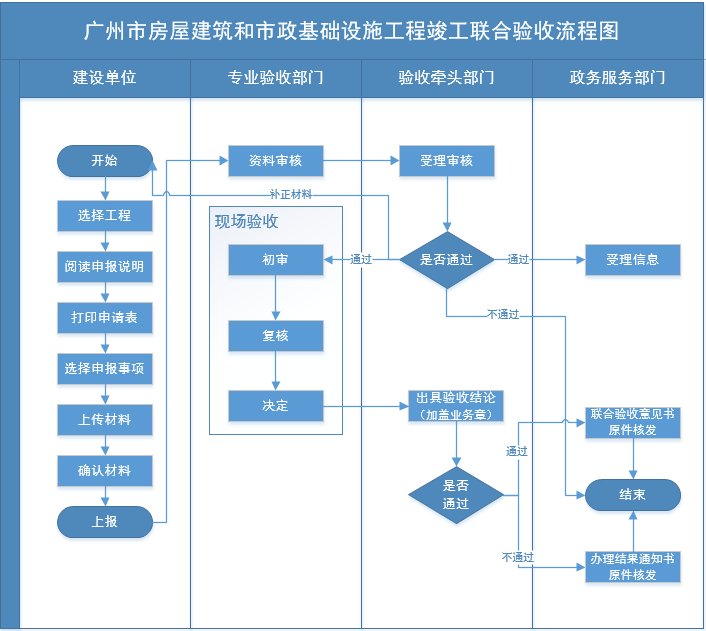 广州市房屋建筑和市政基础设施工程竣工联合验收流程图
建设单位
专业验收部门
验收牵头部门
政务服务部门
开始
选择工程
阅读申报说明
打印申请表
选择申报事项
上传材料
确认材料
上报
资料审核
受理审核
补正材料
现场验收
初审
通过
是否通过
通过
受理信息
不通过
复核
决定
出具验收结论
（加盖业务章）
是否
通过
通过
不通过
联合验收意见书
原件核发
结束
办理结果通知书
原件核发